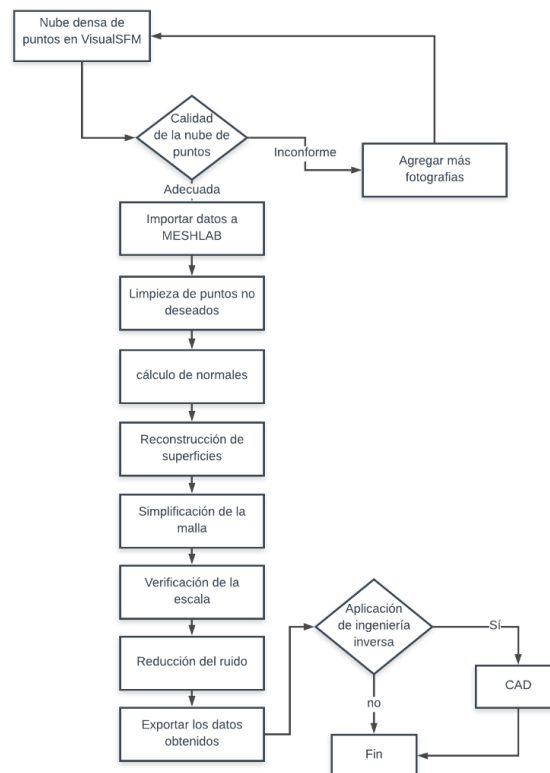 Nube densa de
puntos en VisualSFM
Calidad
de la nube de
puntos
Inconforme
Agregar más
fotografias
Adecuada
Importar datos a
MESHLAB
Limpieza de puntos no
deseados
cálculo de normales
Reconstrucción de
superficies
Simplificación de la
malla
Verificación de la
escala
Reducción del ruido
Exportar los datos
obtenidos
Aplicación
de ingeniería
inversa
Sí
CAD
no
Fin